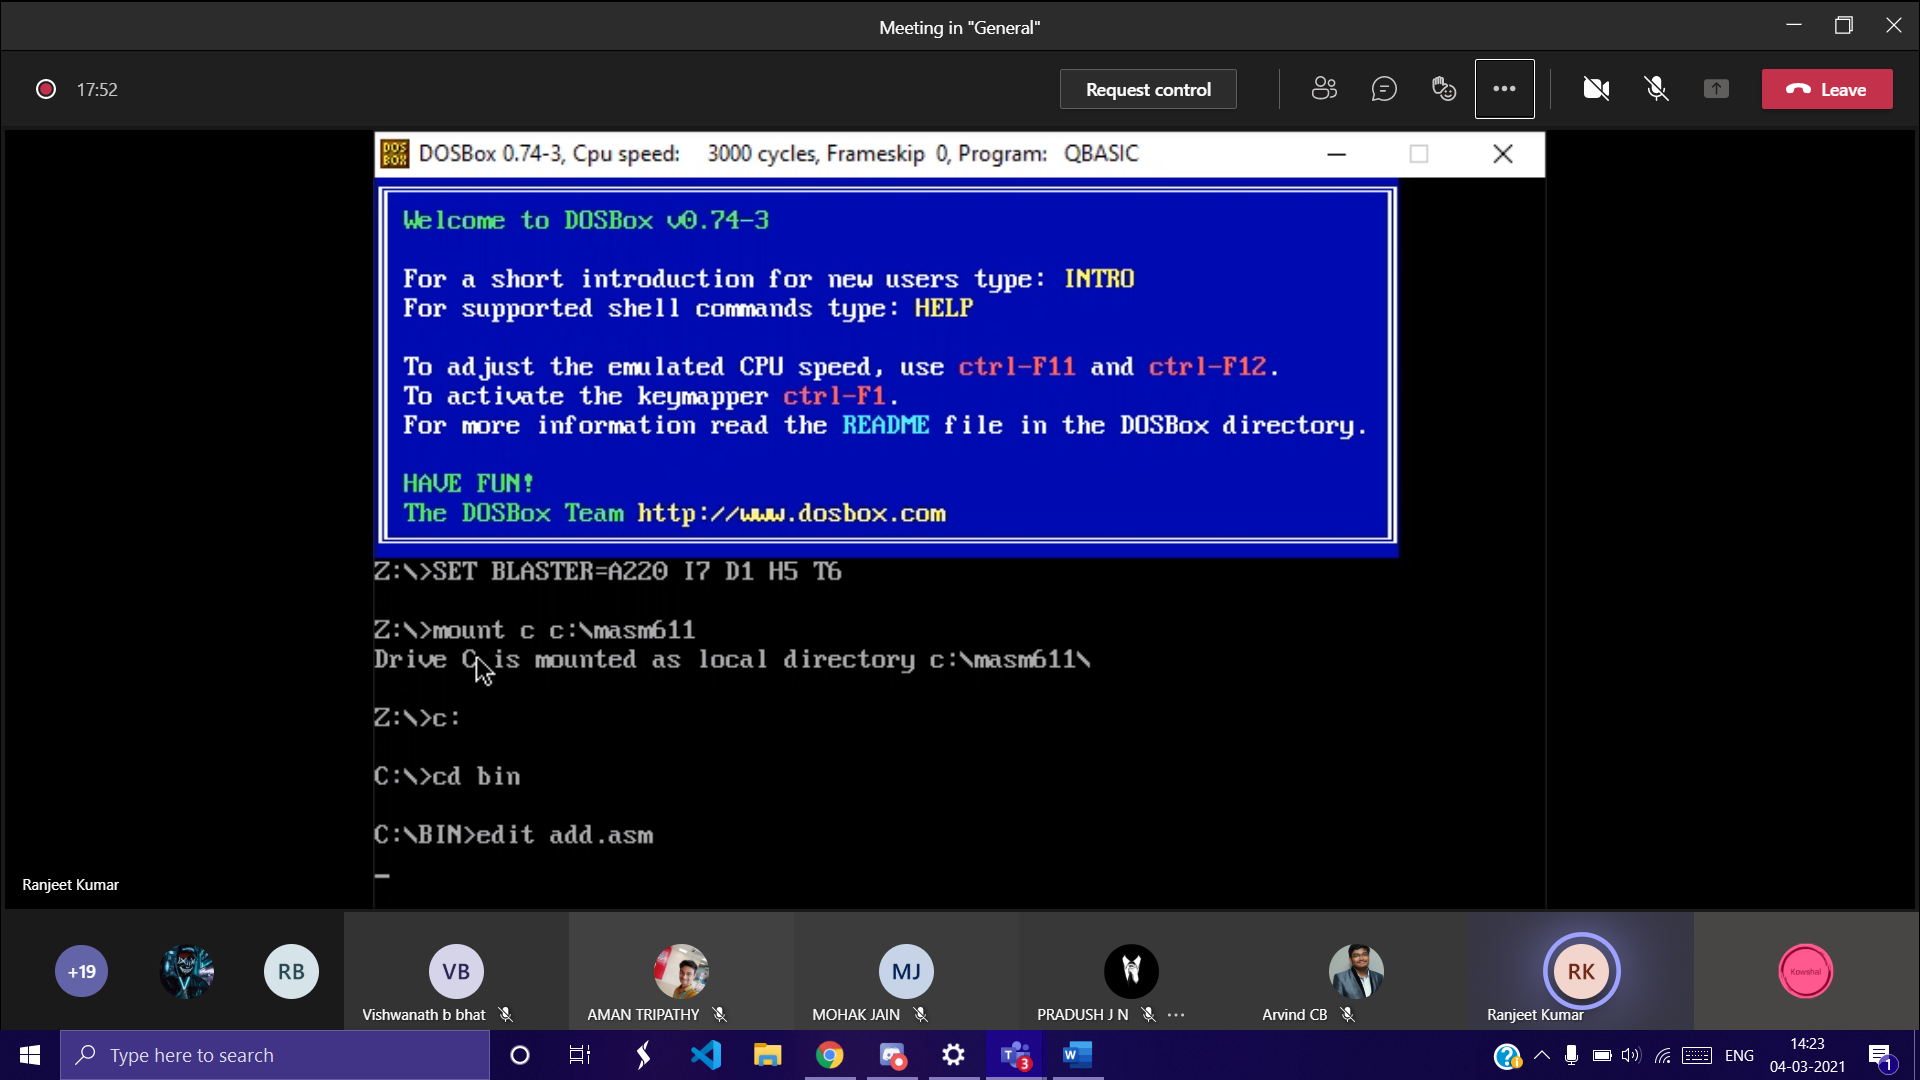 Meeting in "General"
17:52
Request control
Leave
DOSBox 0.74-3, Cpu speed: 3000 cycles, Frameskip 0, Program: QBASIC
Welcome to DOSBox v0.74-3
For a short introduction for new users type: INTRO
For supported shell commands type: HELP
To adjust the emulated CPU speed, use ctrl-F11 and ctrl-F12.
To activate the keymapper ctrl-F1.
For more information read the README file in the DOSBox directory.
HAVE FUN!
The DOSBox Team http://www.dosbox.com
Z:\>SET BLASTER=A220 I7 D1 H5 T6
Z:\>mount c c:\masm611
Drive C is mounted as local directory c:\masm611\
Z:\>c:
C:\>cd bin
C:\BIN>edit add.asm
Ranjeet Kumar
+19
RB
VB
MJ
RK
Kowshal
Vishwanath b bhat
AMAN TRIPATHY
MOHAK JAIN
PRADUSH J N
Arvind CB
Ranjeet Kumar
Type here to search
ENG
14:23
04-03-2021